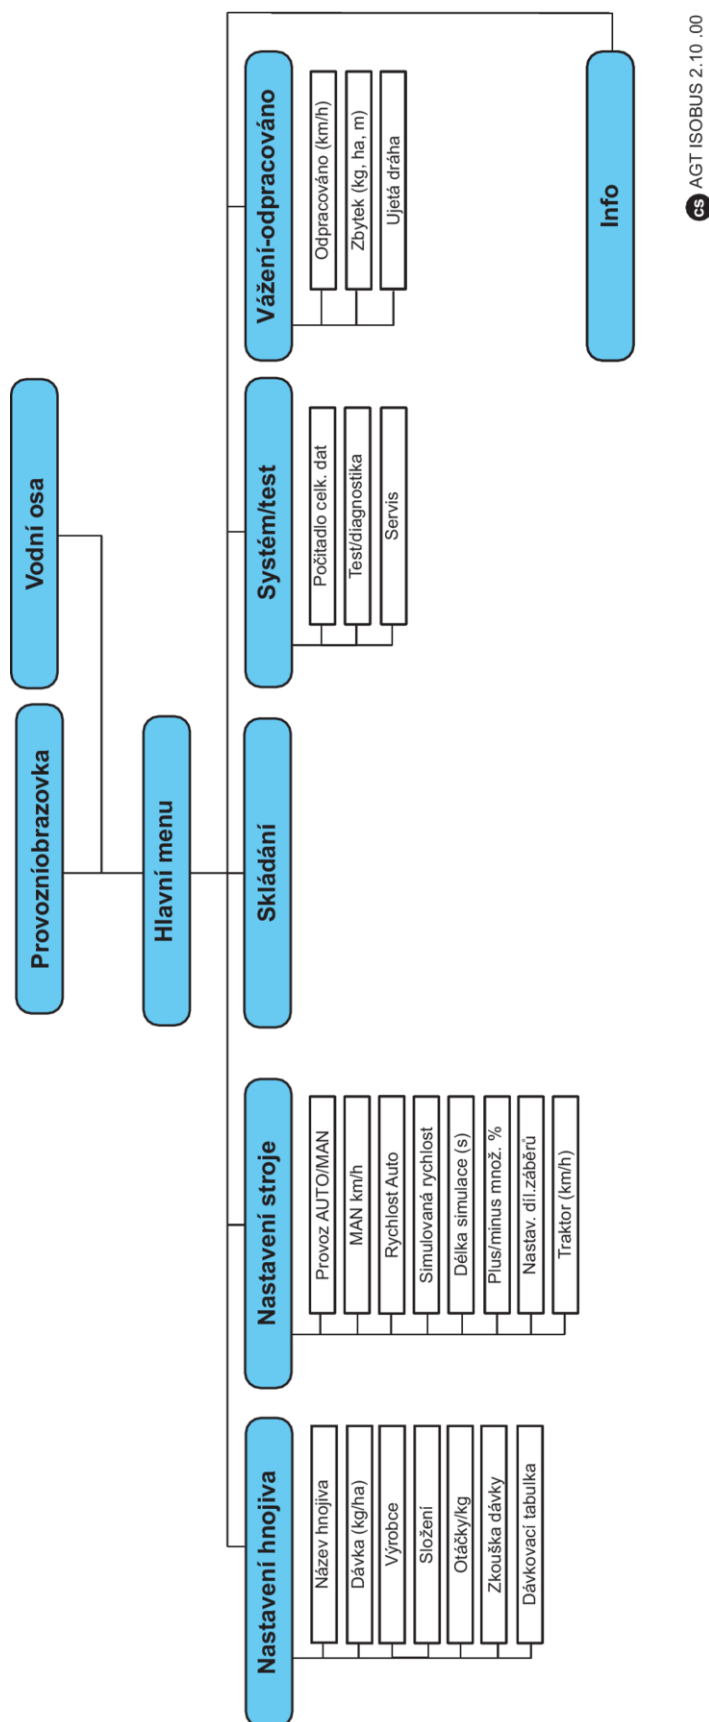 Provozníobrazovka
Vodní osa
Hlavní menu
Nastavení hnojiva
Název hnojiva
Dávka (kg/ha)
Výrobce
Složení
Otáčky/kg
Zkouška dávky
Dávkovací tabulka
Nastavení stroje
Provoz AUTO/MAN
MAN km/h
Rychlost Auto
Simulovaná rychlost
Délka simulace (s)
Plus/minus množ. %
Nastav. díl.záběrů
Traktor (km/h)
Skládání
Systém/test
Počitadlo celk. dat
Test/diagnostika
Servis
Vážení-odpracováno
Odpracováno (km/h)
Zbytek (kg, ha, m)
Ujetá dráha
Info
cs AGT ISOBUS 2.10 .00